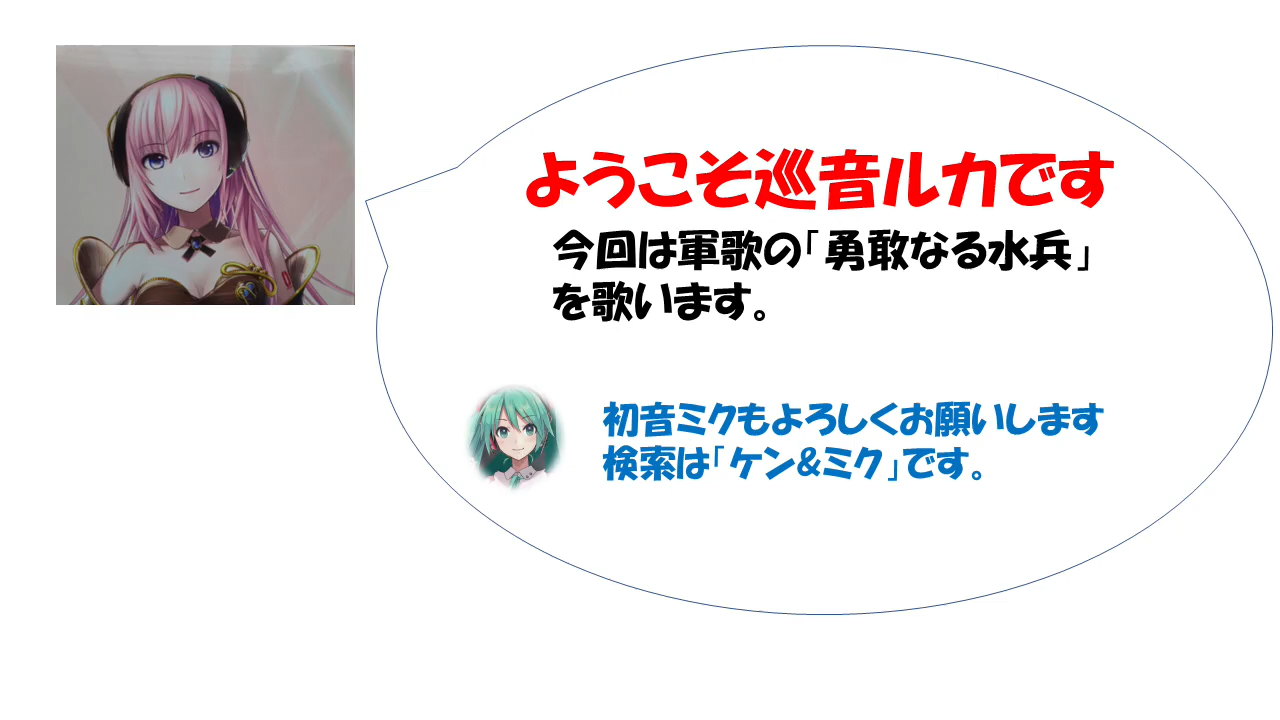 ようこそ巡音ルカです
今回は軍歌の「勇敢なる水兵」
を歌います。
初音ミクもよろしくお願いします
検索は「ケン&ミク」です。